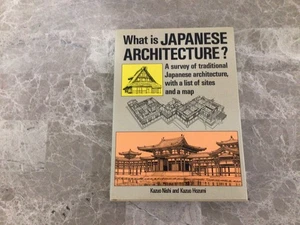 What is JAPANESE
ARCHITECTURE?
A survey of traditional
Japanese architecture,
with a list of sites
and a map
Kazuo Nishi and Kazuo Hozumi